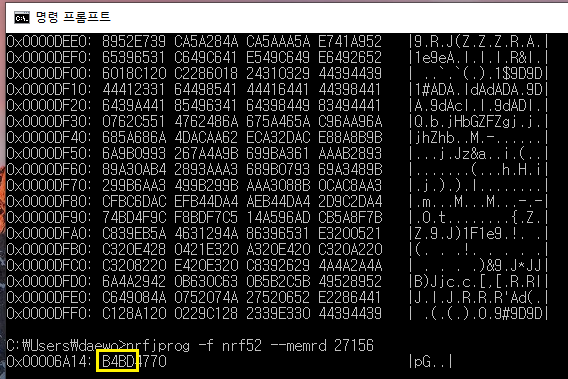 명령 프롬프트
0x0000DEE0: 8952E739 CA5A284A CA5AAA5A E741A952 |9.R.J(Z.Z.Z.R.A.|
0x0000DEF0: 65396531 C649C641 E549C649 E6492652 |1e9eA.I.I.I.R&I.|
0x0000DF00: 6018C120 C2286018 24310329 44394439 | ..`.`(.).1$9D9D|
0x0000DF10: 44412331 64498541 44416441 44398439 |1#ADA.IdAdADA.9D|
0x0000DF20: 6439A441 85496341 64398449 83494441 |A.9dAcI.I.9dADI.|
0x0000DF30: 0762C551 4762486A 675A465A C96AA96A |Q.b.jHbGZFZgj.j.|
0x0000DF40: 685A686A 4DACAA62 ECA32DAC E88A8B9B |jhZhb..M.-......|
0x0000DF50: 6A9B0993 267A4A9B 699BA361 AAAB2893 |...j.Jz&a..i.(..|
0x0000DF60: 89A30AB4 2893AAA3 689B0793 69A3489B |.......(...h.H.i|
0x0000DF70: 299B6AA3 499B299B AAA3088B 0CAC8AA3 |.j.).).I........|
0x0000DF80: CFBC6DAC EFB44DA4 AEB44DA4 2D9C2DA4 |.m...M...M...-.-|
0x0000DF90: 74BD4F9C F8BDF7C5 14A596AD CB5A8F7B |.O.t........{.Z.|
0x0000DFA0: C839EB5A 4631294A 86396531 E3200521 |Z.9.J)1F1e9.!. .|
0x0000DFB0: C320E428 0421E320 A320E420 C320A220
0x0000DFC0: C3208220 E420E320 C8392629 4A4A2A4A | . . . .)&9.J*JJ|
0x0000DFD0: 6A4A2942 0B630C63 0B5B2C5B 49528952 |B)Jjc.c.[,[.R.RI|
0x0000DFE0: C649084A 0752074A 27520652 E2286441 |J.I.J.R.R.R'Ad(.|
0x0000DFF0: C128A120 0229C128 2339E330 44394439 | .(.(.).0.9#9D9D|
C:₩Users₩daewo>nrfjprog -f nrf52 --memrd 27156
0x00006A14: B4BD4770 |pG..|